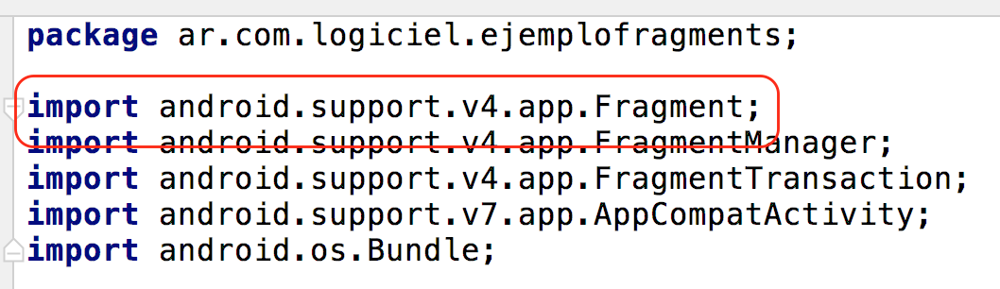 package ar.com.logiciel.ejemplofragments;
import android.support.v4.app.Fragment;
import android.support.v4.app.FragmentManager;
import android.support.v4.app.FragmentTransaction;
import android.support.v7.app.AppCompatActivity;
import android.os.Bundle;